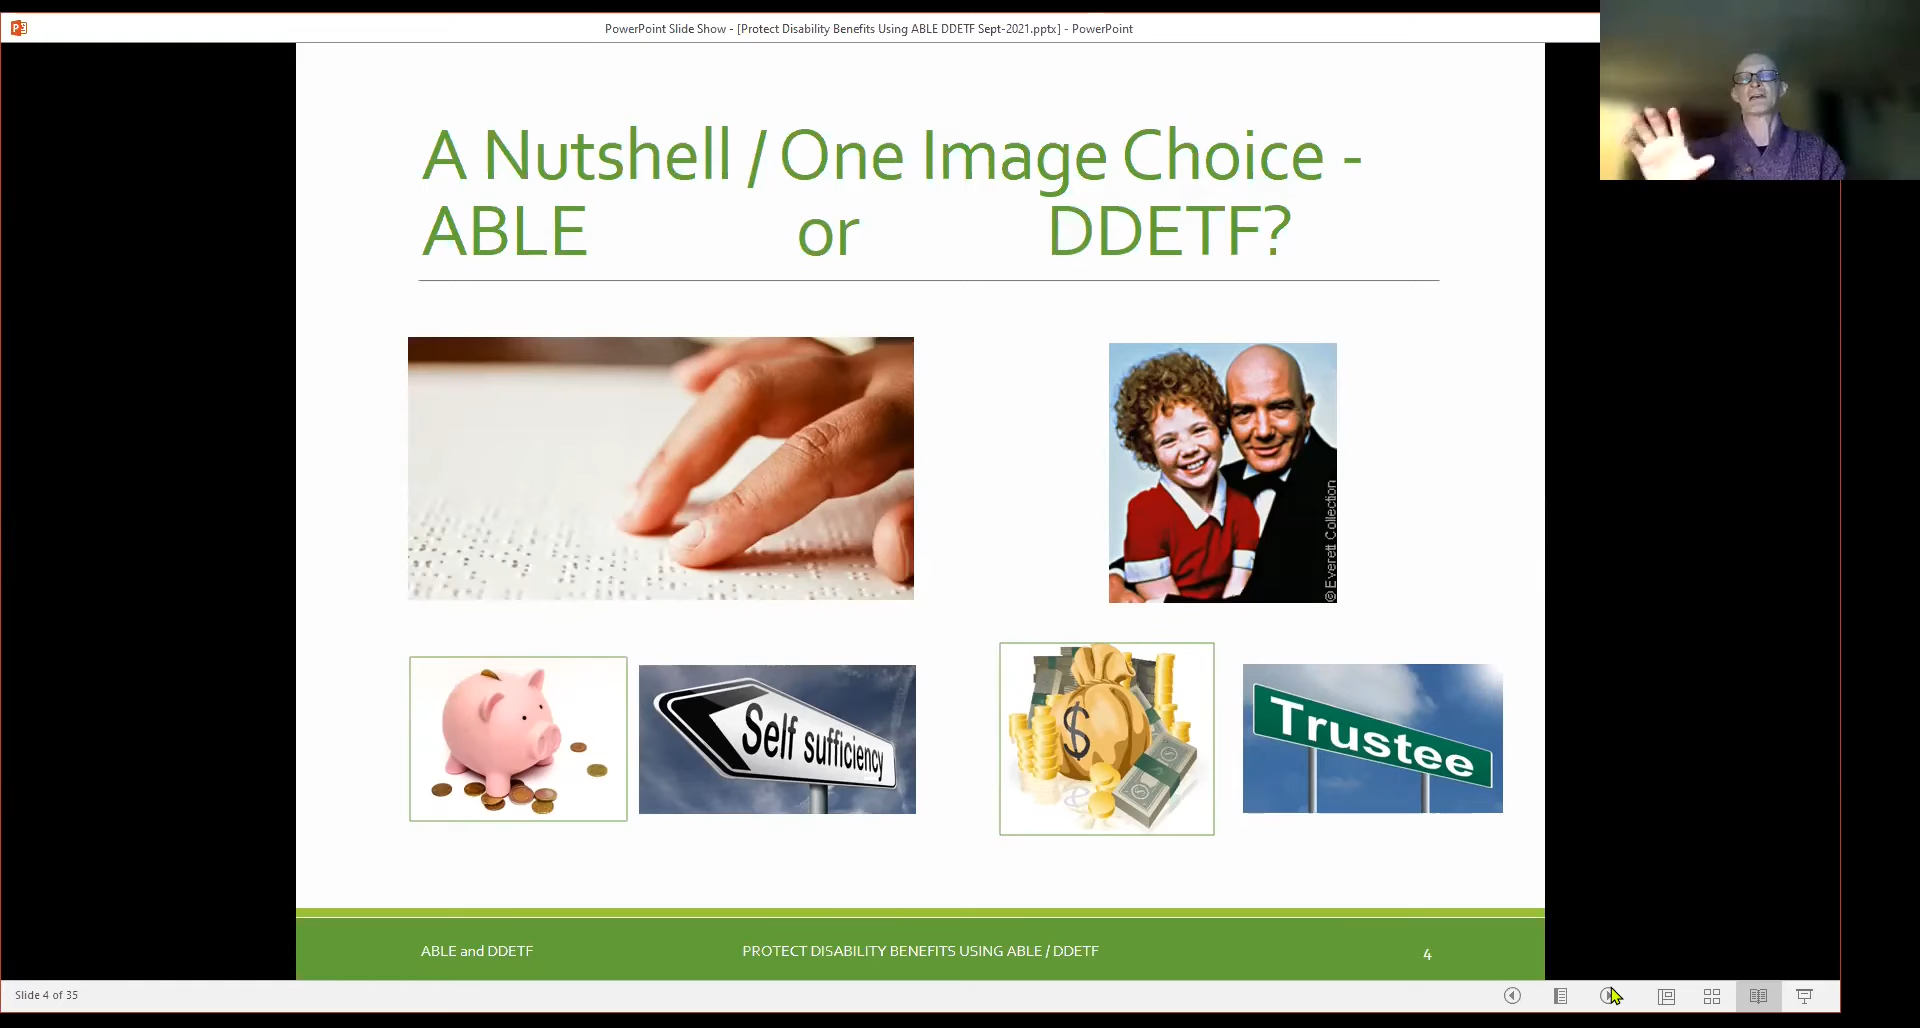 PowerPoint Slide Show - [Protect Disability Benefits Using ABLE DDETF Sept-2021.pptx] - PowerPoint
A Nutshell / One Image Choice -
ABLE or DDETF?
© Everett Collection
$
Self sufficiency
Trustee
ABLE and DDETF
PROTECT DISABILITY BENEFITS USING ABLE / DDETF
4
Slide 4 of 35